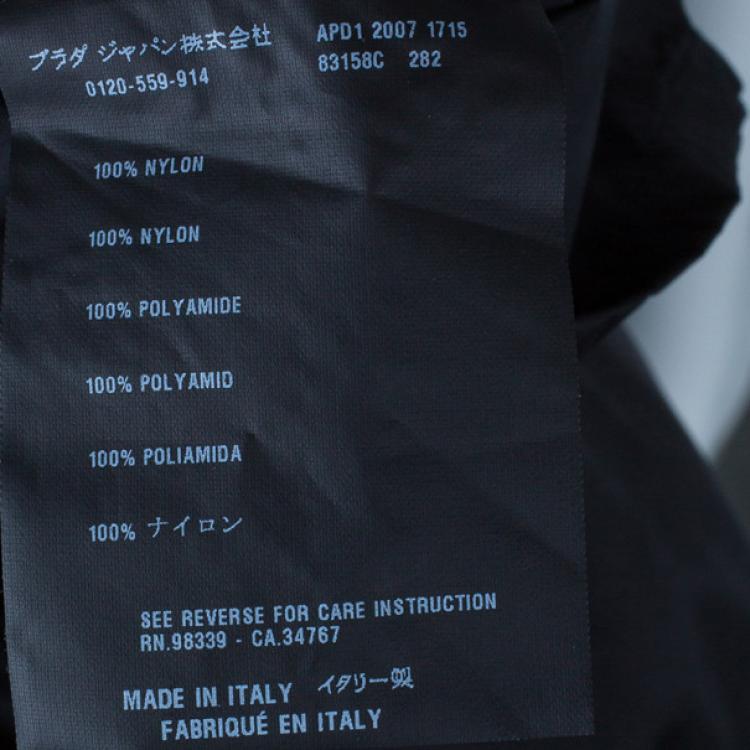 プラダ ジャパン株式会社
0120-559-914
APD1 2007 1715
83158C 282
100% NYLON
100% NYLON
100% POLYAMIDE
100% POLYAMID
100% POLIAMIDA
100% ナイロン
SEE REVERSE FOR CARE INSTRUCTION
RN.98339 - CA.34767
MADE IN ITALY イタリー製
FABRIQUÉ EN ITALY